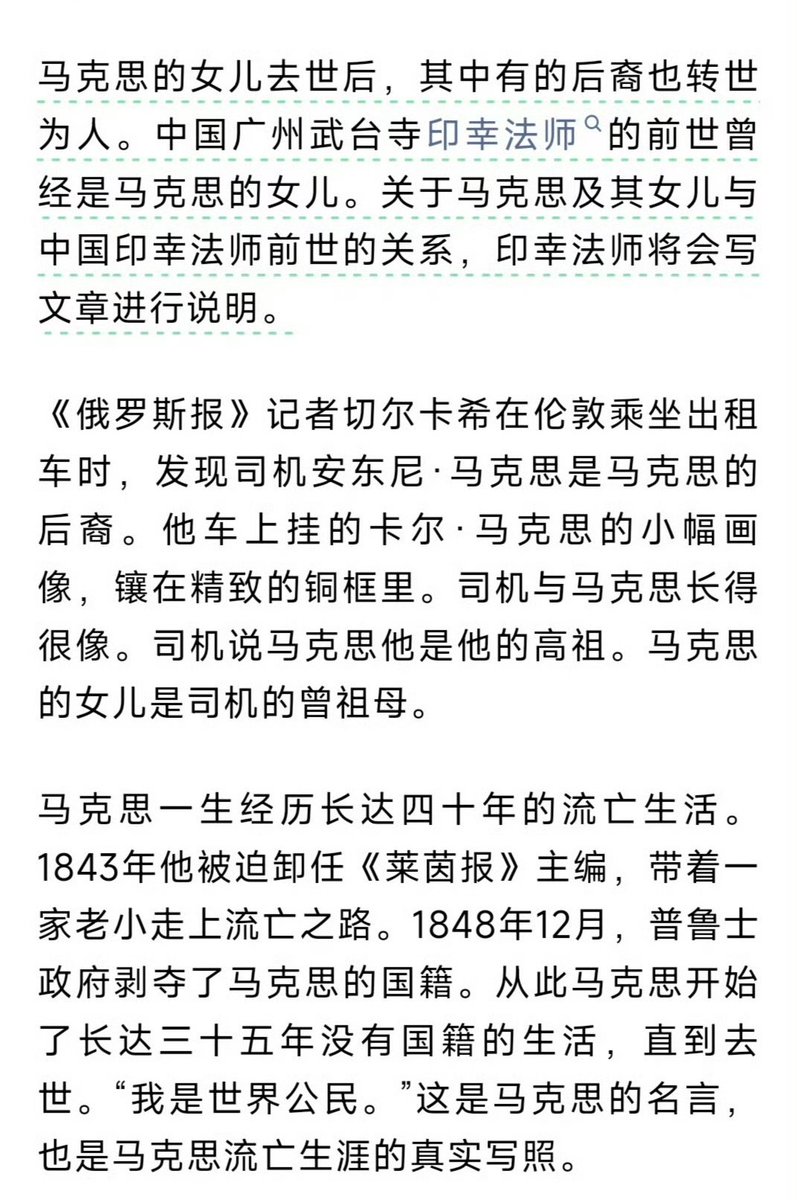 马克思的女儿去世后，其中有的后裔也转世
为人。中国广州武台寺印幸法师的前世曾
经是马克思的女儿。关于马克思及其女儿与
中国印幸法师前世的关系，印幸法师将会写
文章进行说明。
《俄罗斯报》记者切尔卡希在伦敦乘坐出租
车时，发现司机安东尼·马克思是马克思的
后裔。他车上挂的卡尔·马克思的小幅画
像，镶在精致的铜框里。司机与马克思长得
很像。司机说马克思他是他的高祖。马克思
的女儿是司机的曾祖母。
马克思一生经历长达四十年的流亡生活。
1843年他被迫卸任《莱茵报》主编，带着一
家老小走上流亡之路。1848年12月，普鲁士
政府剥夺了马克思的国籍。从此马克思开始
了长达三十五年没有国籍的生活，直到去
世。“我是世界公民。”这是马克思的名言，
也是马克思流亡生涯的真实写照。